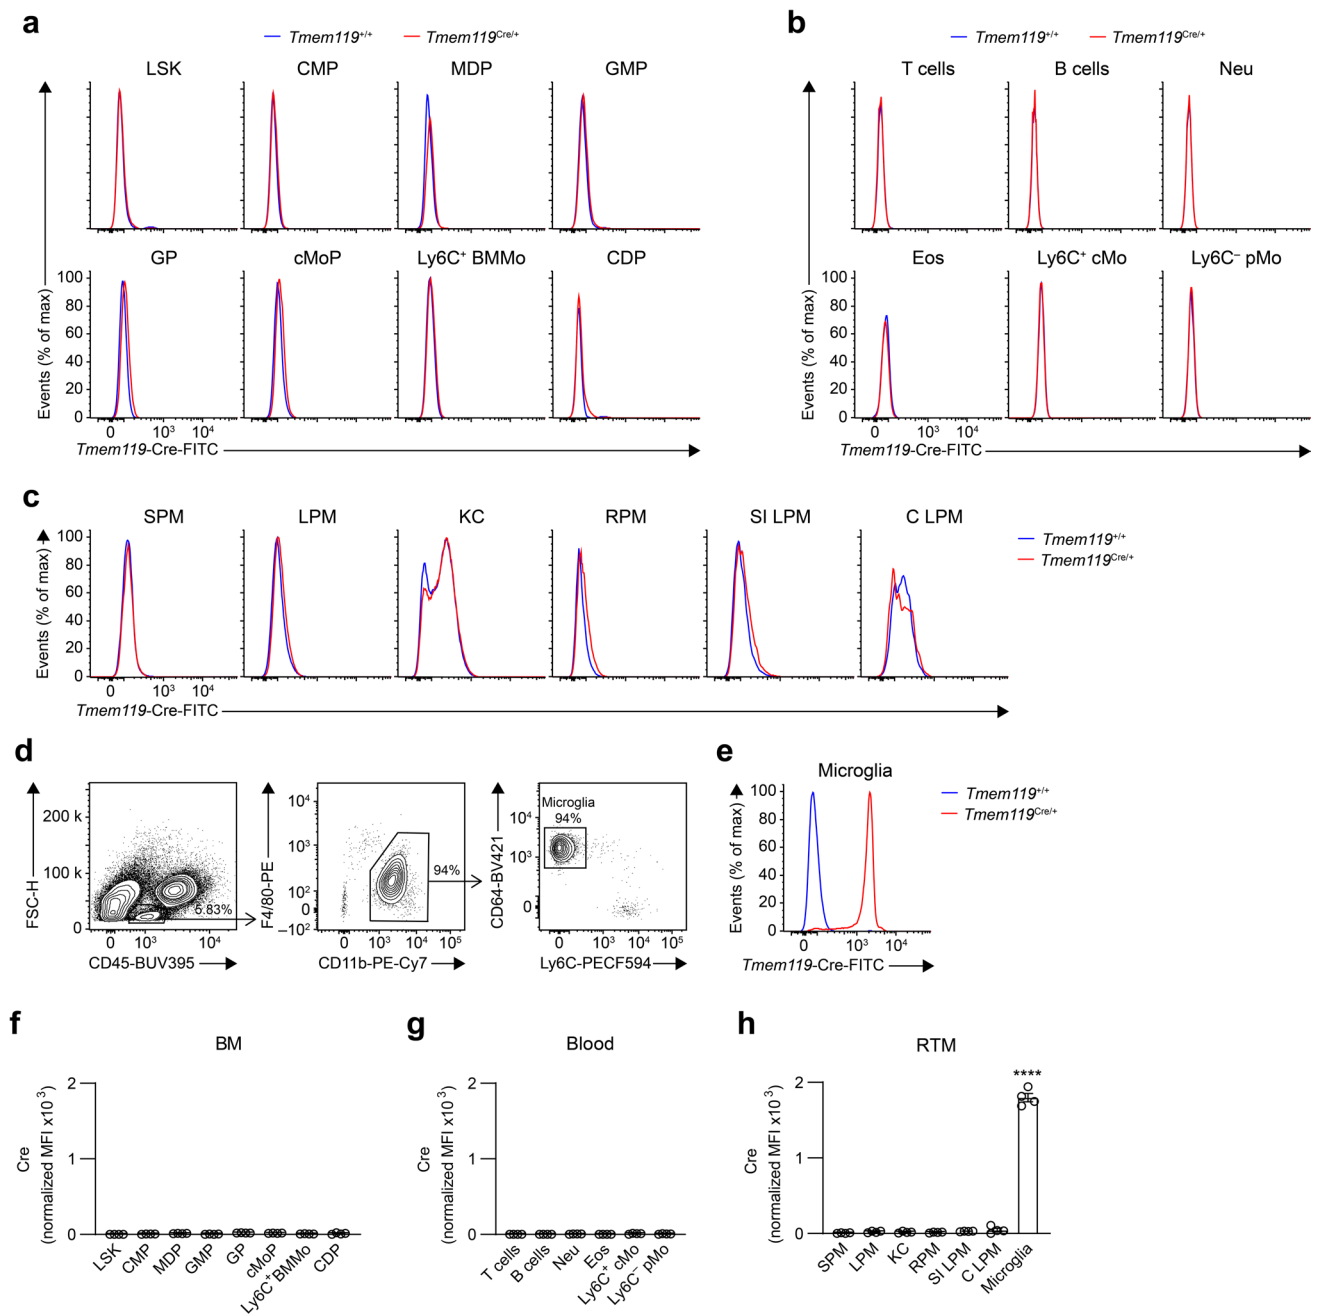 a
Tmem119+/+ Tmem119Cre/+
LSK CMP MDP GMP
GP cMoP Ly6C+ BMMo CDP
Events (% of max)
100
80
60
40
20
0
0 10³ 10⁴
Tmem119-Cre-FITC
b
Tmem119+/+ Tmem119Cre/+
T cells B cells Neu
Eos Ly6C+ cMo Ly6C– pMo
Events (% of max)
100
80
60
40
20
0
0 10³ 10⁴
Tmem119-Cre-FITC
c
SPM LPM KC RPM SI LPM C LPM
Tmem119+/+
Tmem119Cre/+
Events (% of max)
100
80
60
40
20
0
0 10³ 10⁴
Tmem119-Cre-FITC
d
FSC-H
200 k
100 k
0
5.83%
0 10³ 10⁴
CD45-BUV395
F4/80-PE
10⁴
10³
10²
0
–10²
94%
0 10³ 10⁴ 10⁵
CD11b-PE-Cy7
CD64-BV421
Microglia
94%
10⁴
10³
0
0 10³ 10⁴ 10⁵
Ly6C-PECF594
e
Microglia
Tmem119+/+
Tmem119Cre/+
Events (% of max)
100
80
60
40
20
0
0 10³ 10⁴
Tmem119-Cre-FITC
f
BM
Cre
(normalized MFI x10 ³)
2
1
0
LSK CMP MDP GMP GP cMoP Ly6C+ BMMo CDP
g
Blood
Cre
(normalized MFI x10 ³)
2
1
0
T cells B cells Neu Eos Ly6C+ cMo Ly6C– pMo
h
RTM
Cre
(normalized MFI x10 ³)
2
1
0
****
SPM LPM KC RPM SI LPM C LPM Microglia